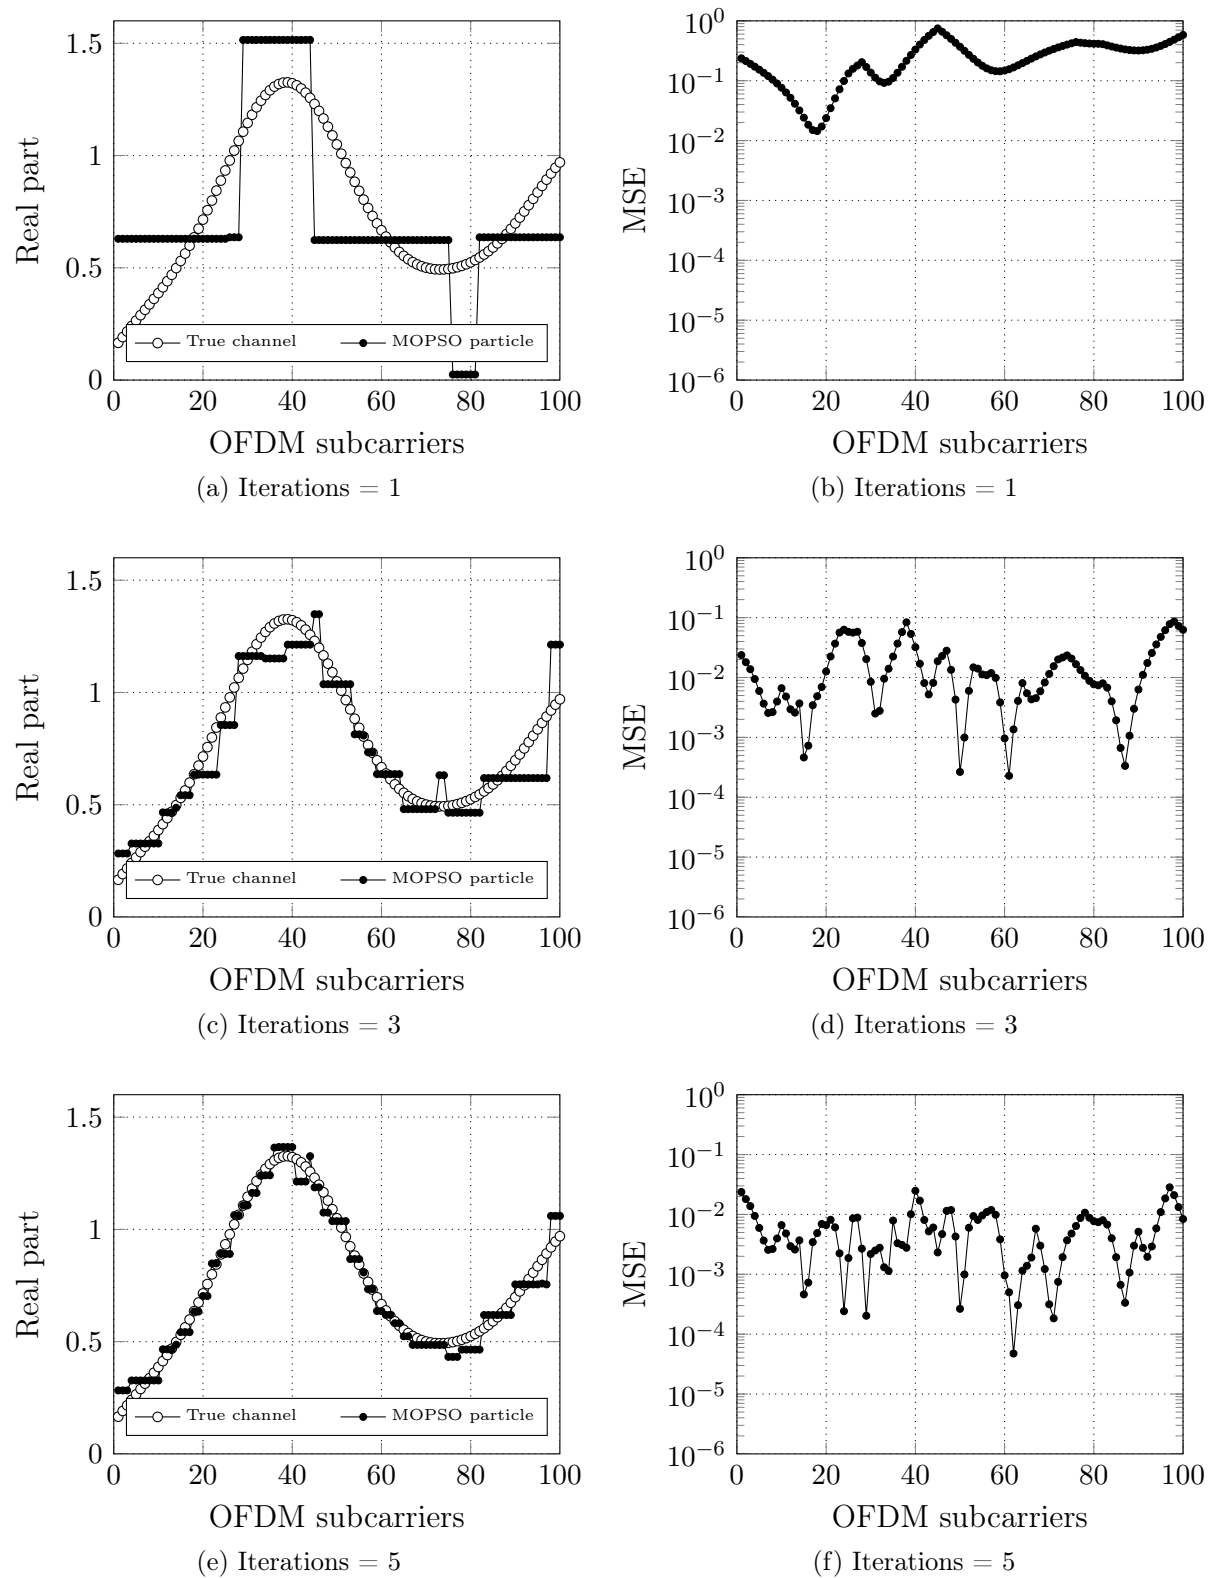 1.5
1
0.5
0
Real part
0 20 40 60 80 100
OFDM subcarriers
True channel MOPSO particle
(a) Iterations = 1
10^0
10^-1
10^-2
10^-3
10^-4
10^-5
10^-6
MSE
0 20 40 60 80 100
OFDM subcarriers
(b) Iterations = 1
1.5
1
0.5
0
Real part
0 20 40 60 80 100
OFDM subcarriers
True channel MOPSO particle
(c) Iterations = 3
10^0
10^-1
10^-2
10^-3
10^-4
10^-5
10^-6
MSE
0 20 40 60 80 100
OFDM subcarriers
(d) Iterations = 3
1.5
1
0.5
0
Real part
0 20 40 60 80 100
OFDM subcarriers
True channel MOPSO particle
(e) Iterations = 5
10^0
10^-1
10^-2
10^-3
10^-4
10^-5
10^-6
MSE
0 20 40 60 80 100
OFDM subcarriers
(f) Iterations = 5